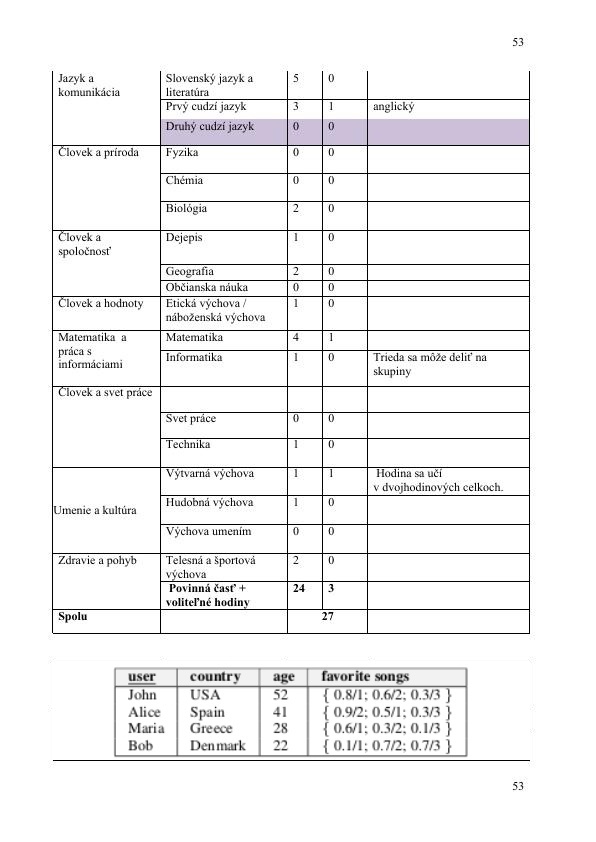 53
Jazyk a komunikácia Slovenský jazyk a literatúra 5 0
Prvý cudzí jazyk 3 1 anglický
Druhý cudzí jazyk 0 0
Človek a príroda Fyzika 0 0
Chémia 0 0
Biológia 2 0
Človek a spoločnosť Dejepis 1 0
Geografia 2 0
Občianska náuka 0 0
Človek a hodnoty Etická výchova / náboženská výchova 1 0
Matematika a práca s informáciami Matematika 4 1
Informatika 1 0 Trieda sa môže deliť na skupiny
Človek a svet práce
Svet práce 0 0
Technika 1 0
Umenie a kultúra Výtvarná výchova 1 1 Hodina sa učí v dvojhodinových celkoch.
Hudobná výchova 1 0
Výchova umením 0 0
Zdravie a pohyb Telesná a športová výchova 2 0
Povinná časť + voliteľné hodiny 24 3
Spolu 27
user country age favorite songs
John USA 52 { 0.8/1; 0.6/2; 0.3/3 }
Alice Spain 41 { 0.9/2; 0.5/1; 0.3/3 }
Maria Greece 28 { 0.6/1; 0.3/2; 0.1/3 }
Bob Denmark 22 { 0.1/1; 0.7/2; 0.7/3 }
53